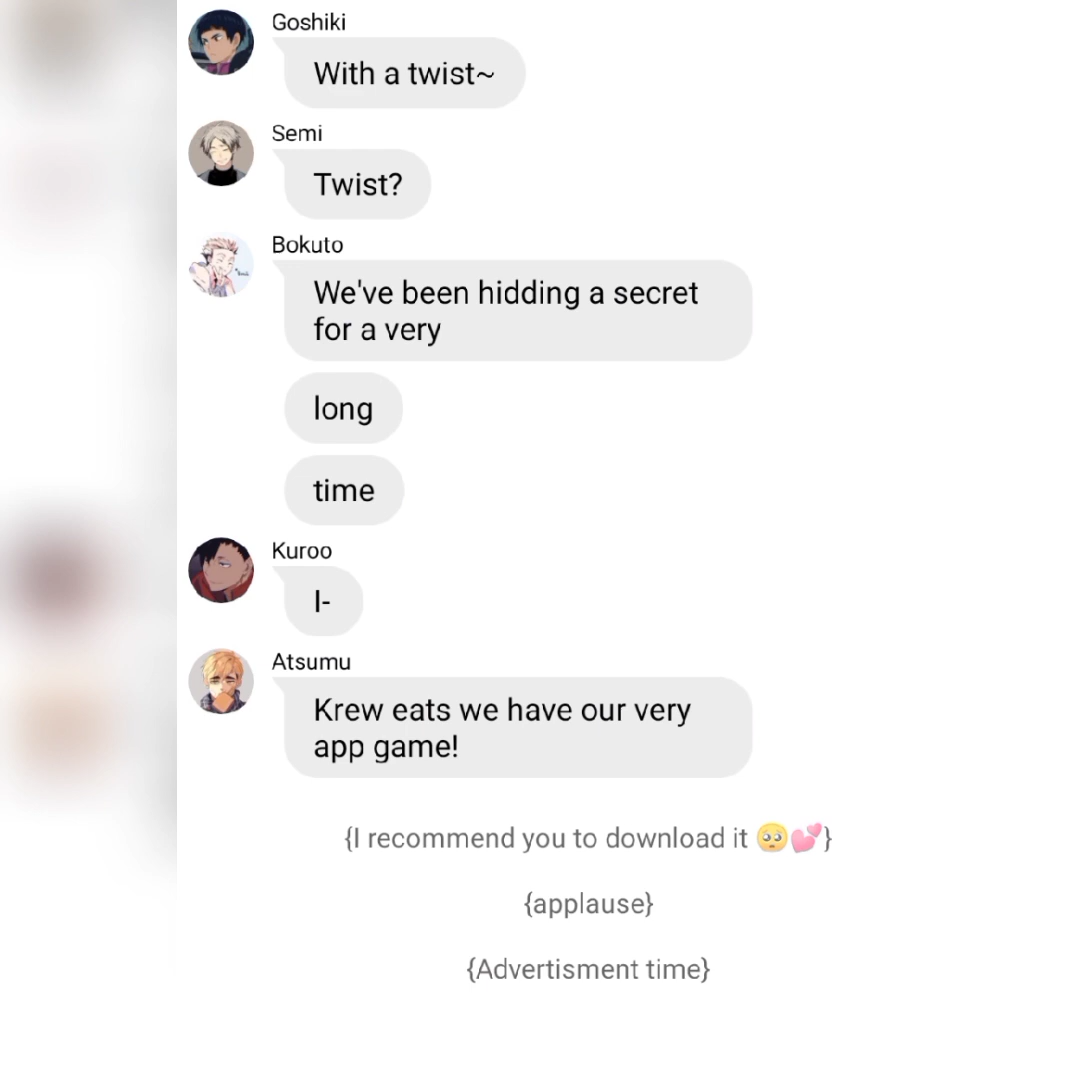 Goshiki
With a twist~
Semi
Twist?
Bokuto
We've been hidding a secret
for a very
long
time
Kuroo
I-
Atsumu
Krew eats we have our very
app game!
{I recommend you to download it 🥺💕}
{applause}
{Advertisment time}